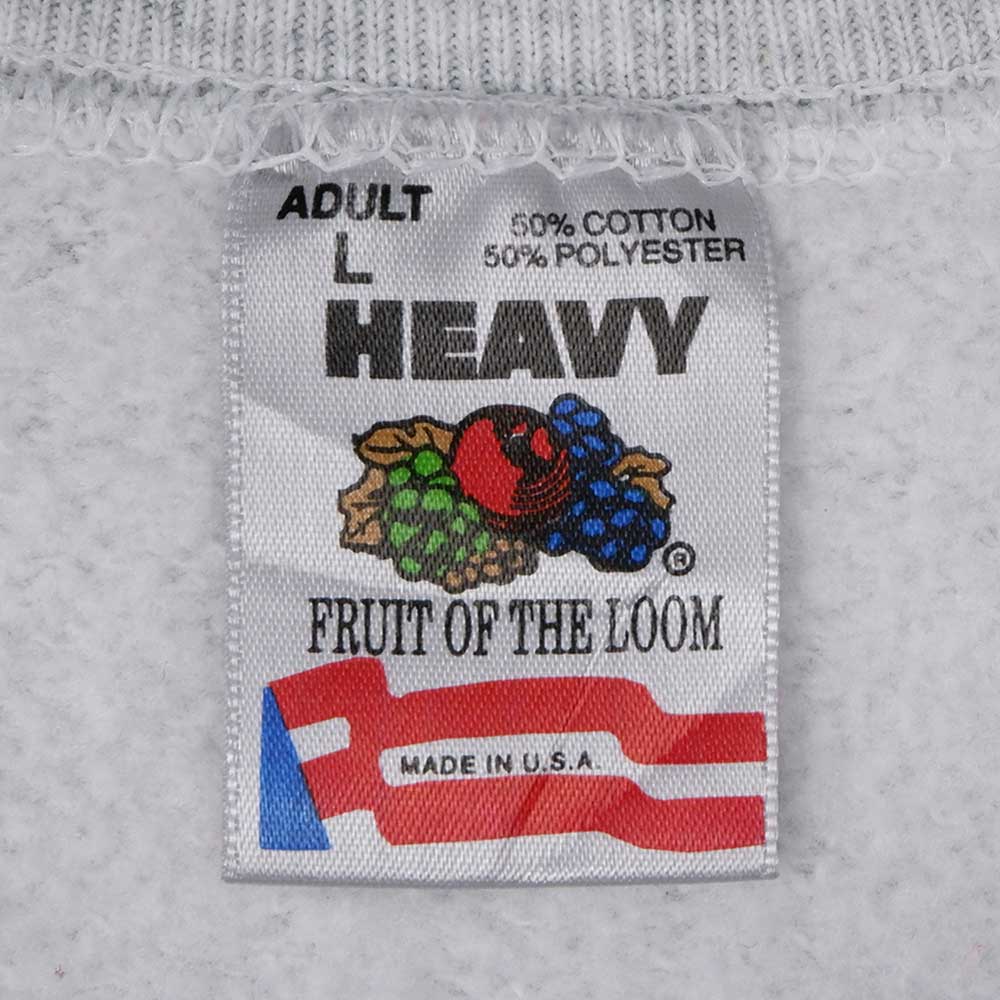 ADULT
L
50% COTTON
50% POLYESTER
HEAVY
®
FRUIT OF THE LOOM
MADE IN U.S.A.